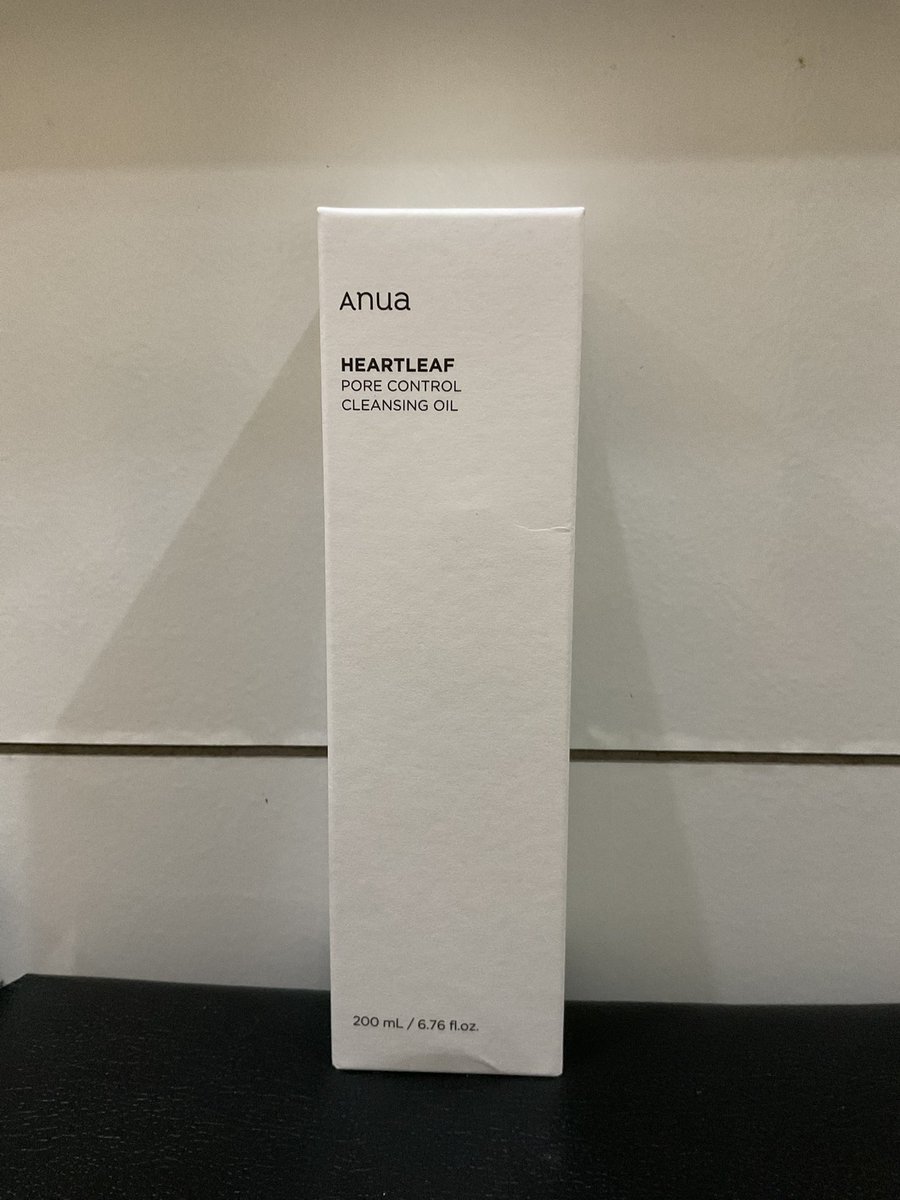 Anua
HEARTLEAF
PORE CONTROL
CLEANSING OIL
200 mL / 6.76 fl.oz.